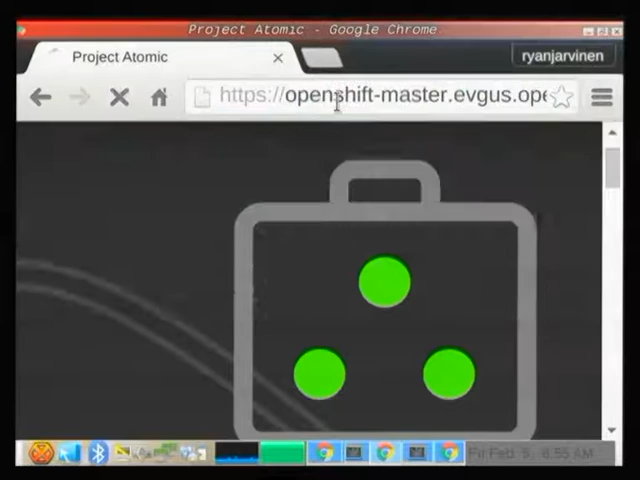 Project Atomic - Google Chrome
Project Atomic
ryanjarvinen
https://openshift-master.evgus.ope
Fri Feb 5, 6:55 AM